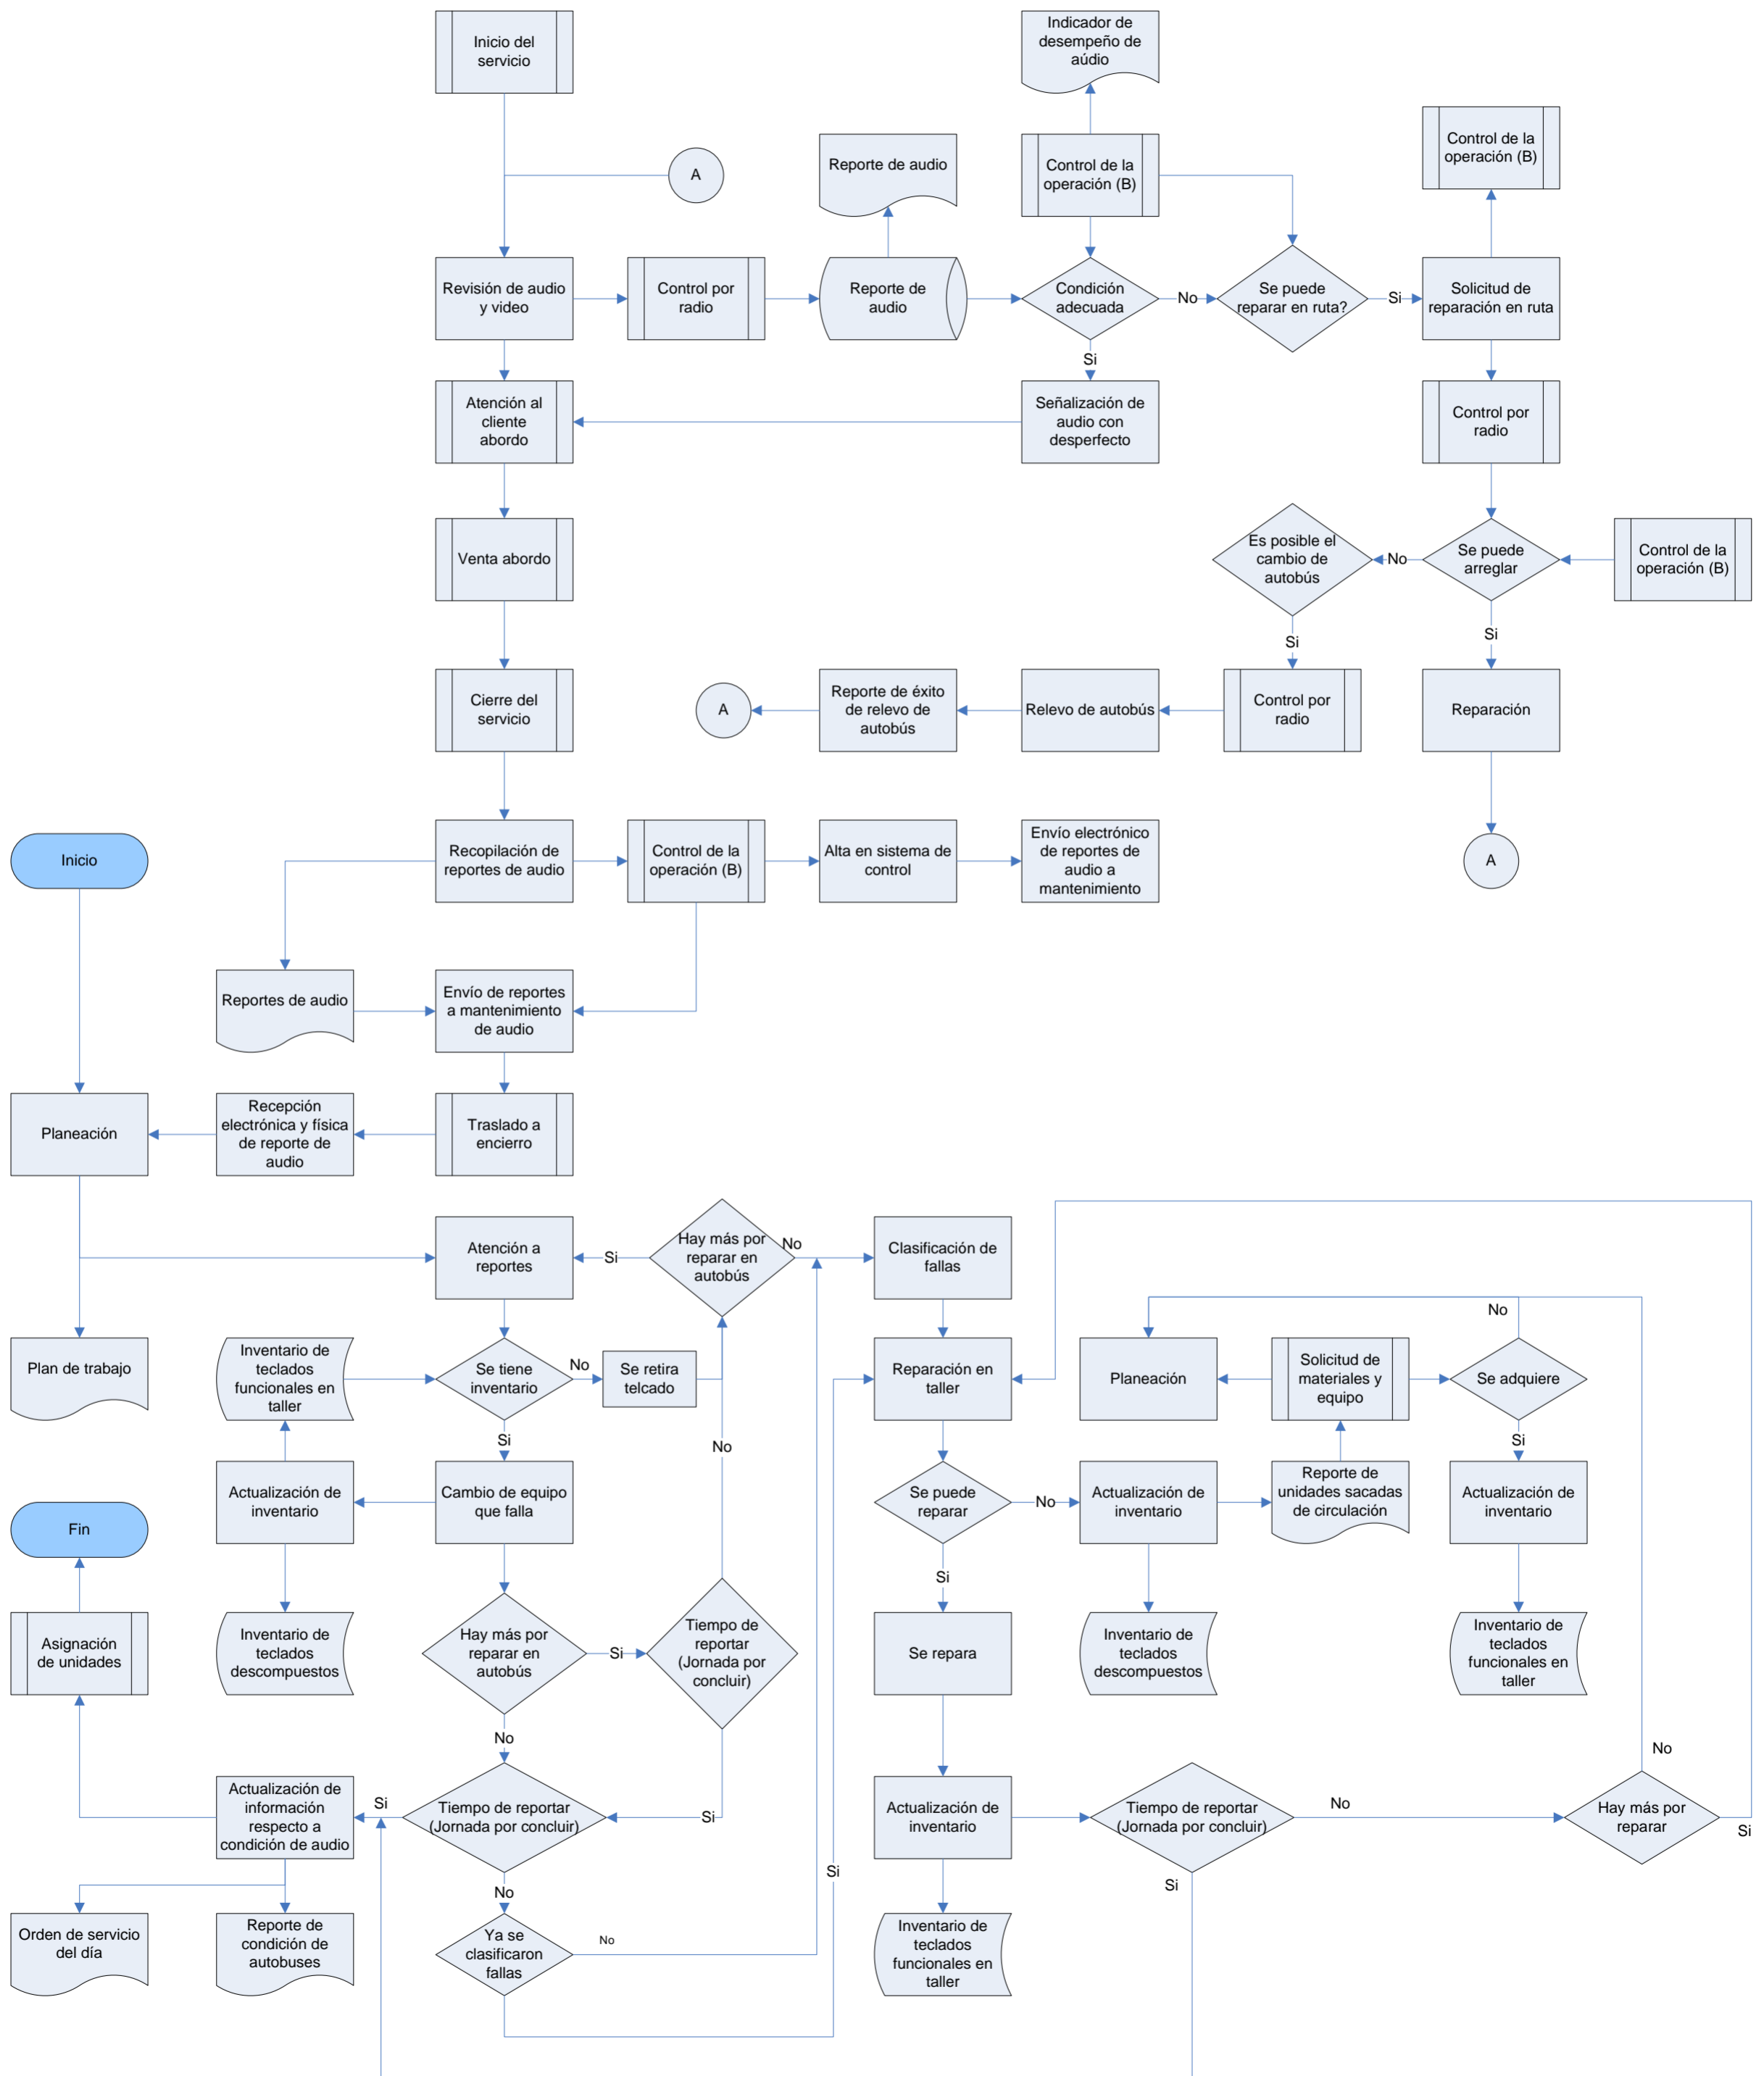 Inicio del
servicio
Indicador de
desempeño de
aúdio
A
Reporte de audio
Control de la
operación (B)
Control de la
operación (B)
Revisión de audio
y video
Control por
radio
Reporte de
audio
Condición
adecuada
No
Se puede
reparar en ruta?
Si
Solicitud de
reparación en ruta
Si
Atención al
cliente
abordo
Señalización de
audio con
desperfecto
Control por
radio
Venta abordo
Es posible el
cambio de
autobús
No
Se puede
arreglar
Control de la
operación (B)
Si
Si
Cierre del
servicio
A
Reporte de éxito
de relevo de
autobús
Relevo de autobús
Control por
radio
Reparación
Inicio
Recopilación de
reportes de audio
Control de la
operación (B)
Alta en sistema de
control
Envío electrónico
de reportes de
audio a
mantenimiento
A
Reportes de audio
Envío de reportes
a mantenimiento
de audio
Planeación
Recepción
electrónica y física
de reporte de
audio
Traslado a
encierro
Atención a
reportes
Si
Hay más por
reparar en
autobús
No
Clasificación de
fallas
Plan de trabajo
Inventario de
teclados
funcionales en
taller
Se tiene
inventario
No
Se retira
telcado
Reparación en
taller
Planeación
Solicitud de
materiales y
equipo
No
Se adquiere
Si
No
Si
Fin
Actualización de
inventario
Cambio de equipo
que falla
Se puede
reparar
No
Actualización de
inventario
Reporte de
unidades sacadas
de circulación
Actualización de
inventario
Si
Asignación
de unidades
Inventario de
teclados
descompuestos
Hay más por
reparar en
autobús
Si
Tiempo de
reportar
(Jornada por
concluir)
Se repara
Inventario de
teclados
descompuestos
Inventario de
teclados
funcionales en
taller
No
No
Actualización de
información
respecto a
condición de audio
Si
Tiempo de reportar
(Jornada por concluir)
Si
Actualización de
inventario
Tiempo de reportar
(Jornada por concluir)
No
Hay más por
reparar
Si
Si
No
Si
Orden de servicio
del día
Reporte de
condición de
autobuses
Ya se
clasificaron
fallas
No
Inventario de
teclados
funcionales en
taller